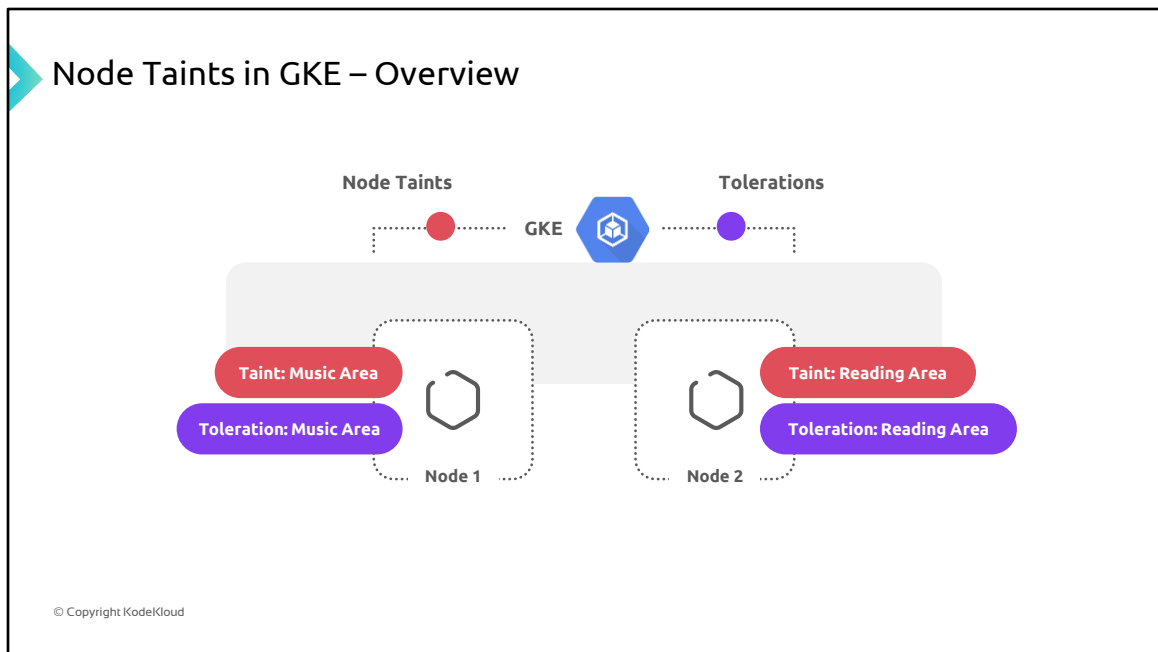 Node Taints in GKE – Overview
Node Taints
Tolerations
GKE
Taint: Music Area
Toleration: Music Area
Node 1
Taint: Reading Area
Toleration: Reading Area
Node 2
© Copyright KodeKloud